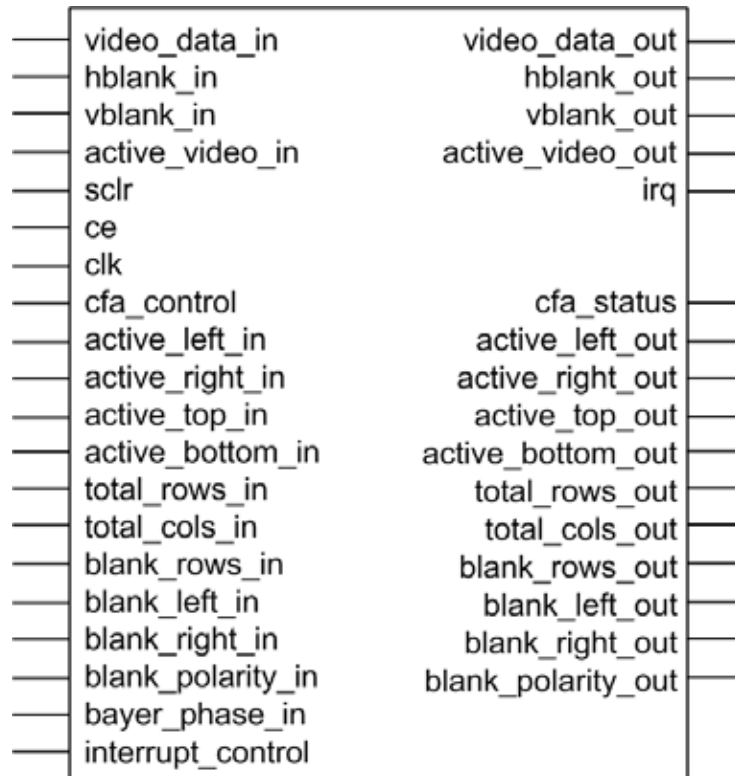 video_data_in video_data_out
hblank_in hblank_out
vblank_in vblank_out
active_video_in active_video_out
sclr irq
ce
clk
cfa_control cfa_status
active_left_in active_left_out
active_right_in active_right_out
active_top_in active_top_out
active_bottom_in active_bottom_out
total_rows_in total_rows_out
total_cols_in total_cols_out
blank_rows_in blank_rows_out
blank_left_in blank_left_out
blank_right_in blank_right_out
blank_polarity_in blank_polarity_out
bayer_phase_in
interrupt_control